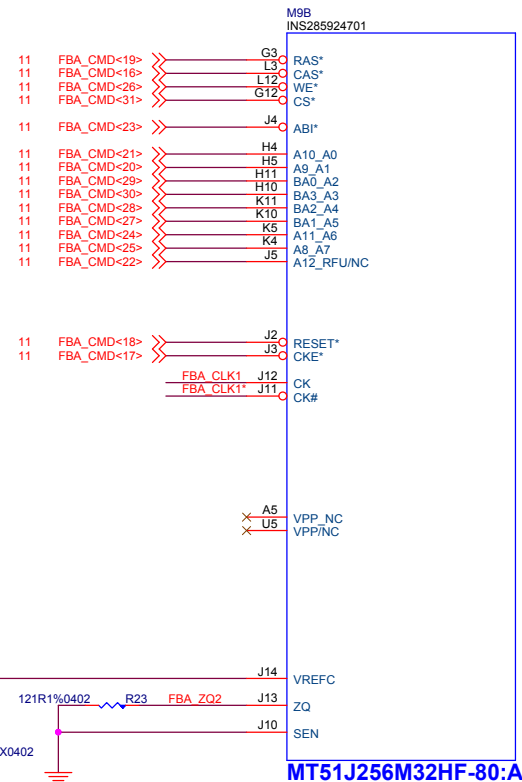 M9B
INS285924701
11 FBA_CMD<19> G3 RAS*
11 FBA_CMD<16> L3 CAS*
11 FBA_CMD<26> L12 WE*
11 FBA_CMD<31> G12 CS*
11 FBA_CMD<23> J4 ABI*
11 FBA_CMD<21> H4 A10_A0
11 FBA_CMD<20> H5 A9_A1
11 FBA_CMD<29> H11 BA0_A2
11 FBA_CMD<30> H10 BA3_A3
11 FBA_CMD<28> K11 BA2_A4
11 FBA_CMD<27> K10 BA1_A5
11 FBA_CMD<24> K5 A11_A6
11 FBA_CMD<25> K4 A8_A7
11 FBA_CMD<22> J5 A12_RFU/NC
11 FBA_CMD<18> J2 RESET*
11 FBA_CMD<17> J3 CKE*
FBA_CLK1 J12 CK
FBA_CLK1* J11 CK#
A5 VPP_NC
U5 VPP/NC
J14 VREFC
121R1%0402 R23 FBA_ZQ2 J13 ZQ
J10 SEN
X0402
MT51J256M32HF-80:A